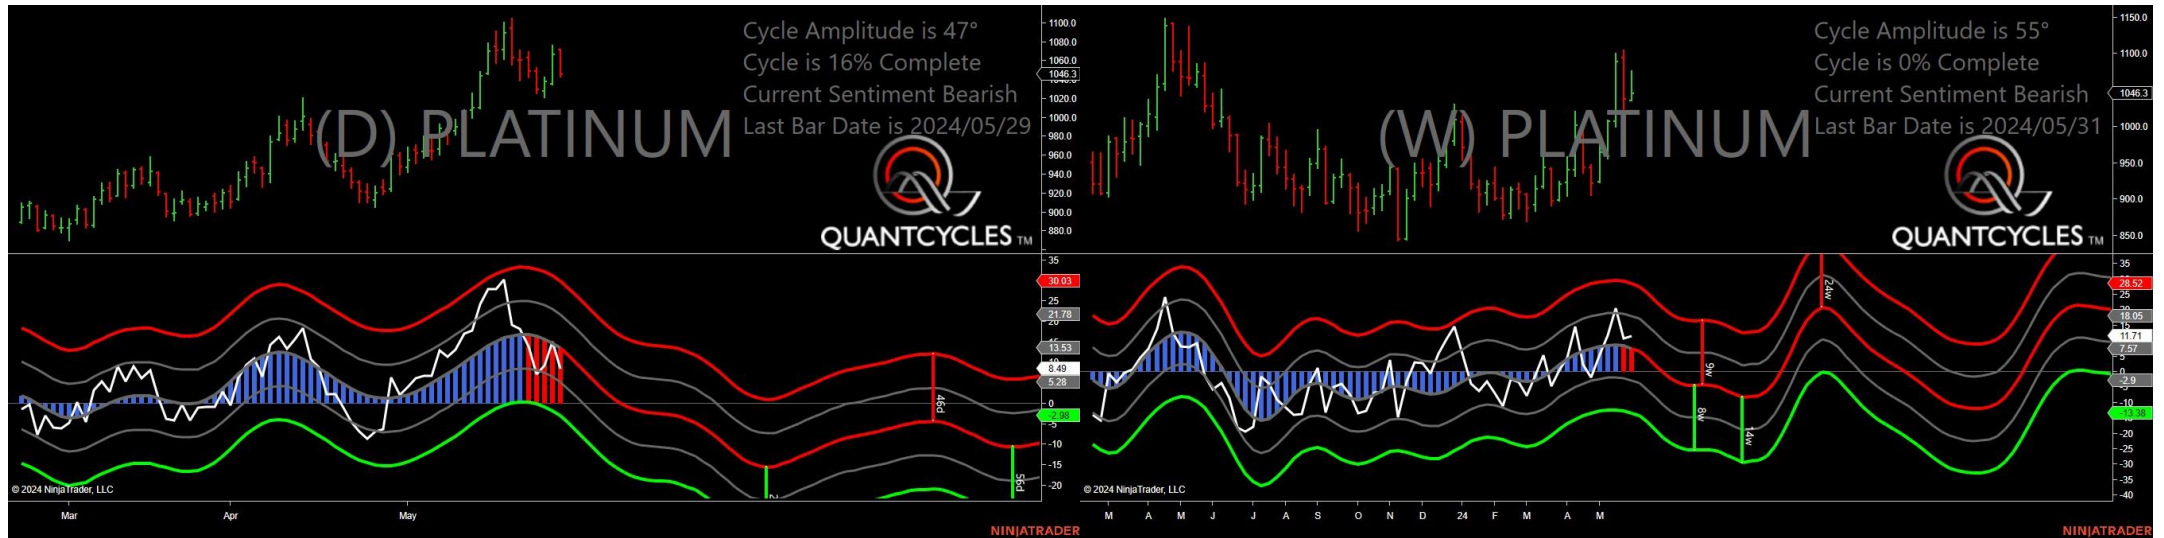 Cycle Amplitude is 47°
Cycle is 16% Complete
Current Sentiment Bearish
Last Bar Date is 2024/05/29
(D) PLATINUM
QUANTCYCLES TM
1100.0
1080.0
1060.0
1046.3
1020.0
1000.0
980.0
960.0
940.0
920.0
900.0
880.0
35
30.03
25
21.78
13.53
8.49
5.28
0
-2.98
-5
-10
-15
-20
46d
56d
2
© 2024 NinjaTrader, LLC
Mar Apr May
NINJATRADER
Cycle Amplitude is 55°
Cycle is 0% Complete
Current Sentiment Bearish
Last Bar Date is 2024/05/31
(W) PLATINUM
QUANTCYCLES TM
1150.0
1100.0
1046.3
1000.0
950.0
900.0
850.0
35
28.52
25
18.05
15
11.71
7.57
5
0
-2.9
-10
-13.38
-20
-25
-30
-35
-40
9w
8w
14w
24w
© 2024 NinjaTrader, LLC
M A M J J A S O N D 24 F M A M
NINJATRADER